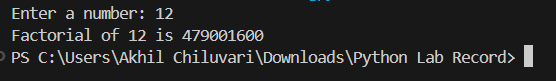 Enter a number: 12
Factorial of 12 is 479001600
PS C:\Users\Akhil Chiluvari\Downloads\Python Lab Record>